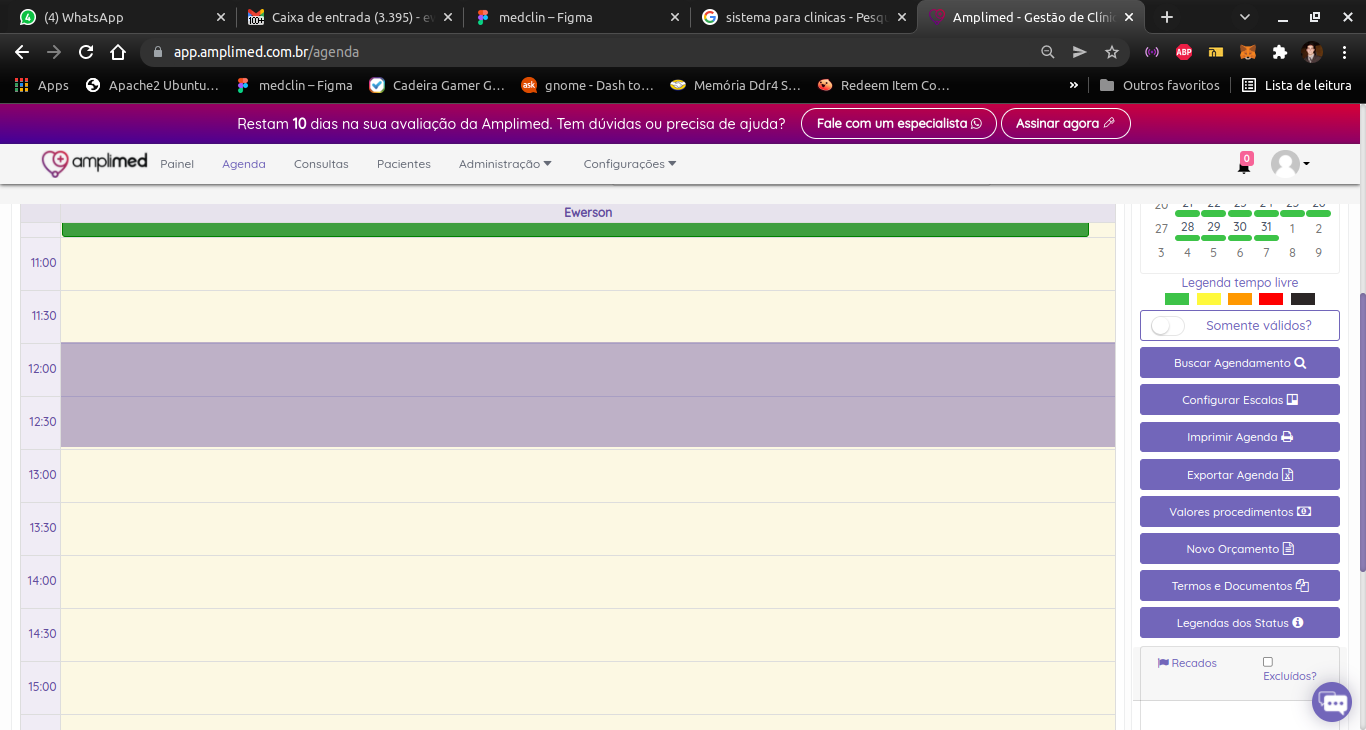 (4) WhatsApp
Caixa de entrada (3.395) - ew
medclin – Figma
sistema para clinicas - Pesqu
Amplimed - Gestão de Clínic
app.amplimed.com.br/agenda
ABP
Apps
Apache2 Ubuntu…
medclin – Figma
Cadeira Gamer G…
ask
gnome - Dash to…
Memória Ddr4 S…
Redeem Item Co…
»
Outros favoritos
Lista de leitura
Restam 10 dias na sua avaliação da Amplimed. Tem dúvidas ou precisa de ajuda?
Fale com um especialista
Assinar agora
amplimed
Painel
Agenda
Consultas
Pacientes
Administração
Configurações
0
Ewerson
11:00
11:30
12:00
12:30
13:00
13:30
14:00
14:30
15:00
20 21 22 23 24 25 26
27 28 29 30 31 1 2
3 4 5 6 7 8 9
Legenda tempo livre
Somente válidos?
Buscar Agendamento
Configurar Escalas
Imprimir Agenda
Exportar Agenda
Valores procedimentos
Novo Orçamento
Termos e Documentos
Legendas dos Status
Recados
Excluídos?